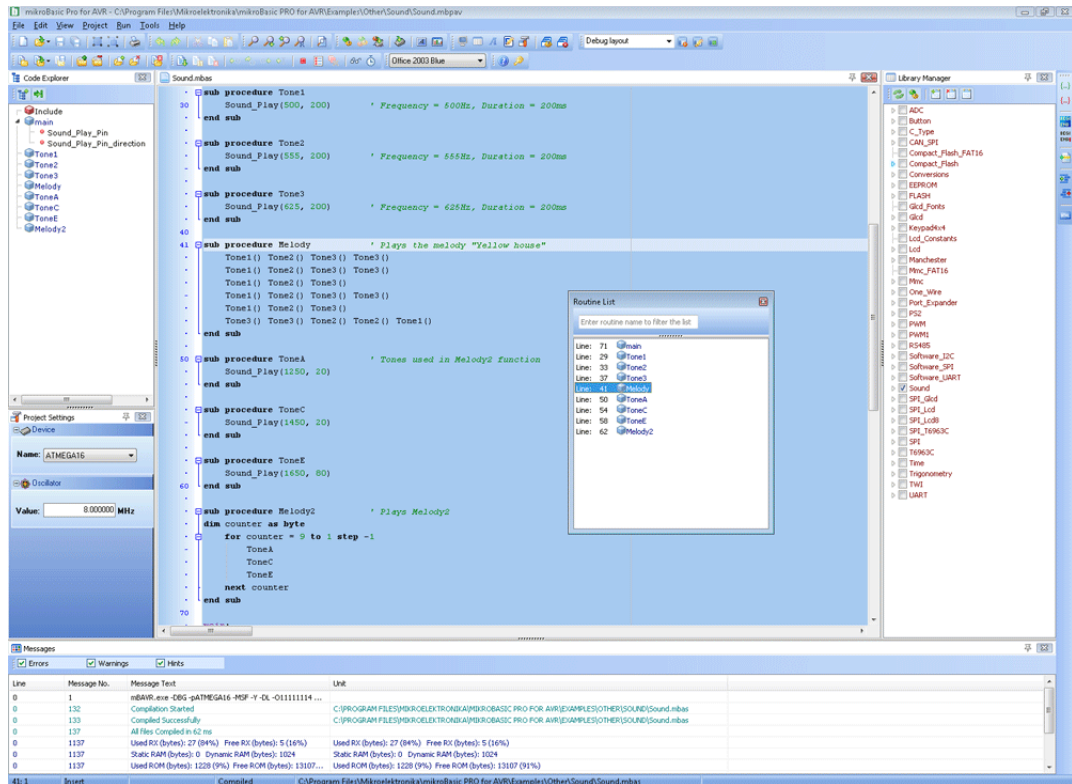 mikroBasic Pro for AVR - C:\Program Files\Mikroelektronika\mikroBasic PRO for AVR\Examples\Other\Sound\Sound.mbpav
File Edit View Project Run Tools Help
Debug layout
Office 2003 Blue
Code Explorer
Include
main
Sound_Play_Pin
Sound_Play_Pin_direction
Tone1
Tone2
Tone3
Melody
ToneA
ToneC
ToneE
Melody2
Project Settings
Device
Name: ATMEGA16
Oscillator
Value: 8.000000 MHz
Sound.mbas
sub procedure Tone1
30 Sound_Play(500, 200) ' Frequency = 500Hz, Duration = 200ms
end sub
sub procedure Tone2
Sound_Play(555, 200) ' Frequency = 555Hz, Duration = 200ms
end sub
sub procedure Tone3
Sound_Play(625, 200) ' Frequency = 625Hz, Duration = 200ms
end sub
40
41 sub procedure Melody ' Plays the melody "Yellow house"
Tone1() Tone2() Tone3() Tone3()
Tone1() Tone2() Tone3() Tone3()
Tone1() Tone2() Tone3()
Tone1() Tone2() Tone3() Tone3()
Tone1() Tone2() Tone3()
Tone3() Tone3() Tone2() Tone2() Tone1()
end sub
50 sub procedure ToneA ' Tones used in Melody2 function
Sound_Play(1250, 20)
end sub
sub procedure ToneC
Sound_Play(1450, 20)
end sub
sub procedure ToneE
Sound_Play(1650, 80)
60 end sub
sub procedure Melody2 ' Plays Melody2
dim counter as byte
for counter = 9 to 1 step -1
ToneA
ToneC
ToneE
next counter
end sub
70
Routine List
Enter routine name to filter the list
Line: 71 main
Line: 29 Tone1
Line: 33 Tone2
Line: 37 Tone3
Line: 41 Melody
Line: 50 ToneA
Line: 54 ToneC
Line: 58 ToneE
Line: 62 Melody2
Library Manager
ADC
Button
C_Type
CAN_SPI
Compact_Flash_FAT16
Compact_Flash
Conversions
EEPROM
FLASH
Glcd_Fonts
Glcd
Keypad4x4
Lcd_Constants
Lcd
Manchester
Mmc_FAT16
Mmc
One_Wire
Port_Expander
PS2
PWM
PWM1
RS485
Software_I2C
Software_SPI
Software_UART
Sound
SPI_Glcd
SPI_Lcd
SPI_Lcd8
SPI_T6963C
SPI
T6963C
Time
Trigonometry
TWI
UART
Messages
Errors Warnings Hints
Line Message No. Message Text Unit
0 1 mBAVR.exe -DBG -pATMEGA16 -MSF -Y -DL -O11111114 ...
0 132 Compilation Started C:\PROGRAM FILES\MIKROELEKTRONIKA\MIKROBASIC PRO FOR AVR\EXAMPLES\OTHER\SOUND\Sound.mbas
0 133 Compiled Successfully C:\PROGRAM FILES\MIKROELEKTRONIKA\MIKROBASIC PRO FOR AVR\EXAMPLES\OTHER\SOUND\Sound.mbas
0 137 All files Compiled in 62 ms
0 1137 Used RX (bytes): 27 (84%) Free RX (bytes): 5 (16%) Used RX (bytes): 27 (84%) Free RX (bytes): 5 (16%)
0 1137 Static RAM (bytes): 0 Dynamic RAM (bytes): 1024 Static RAM (bytes): 0 Dynamic RAM (bytes): 1024
0 1137 Used ROM (bytes): 1228 (9%) Free ROM (bytes): 13107... Used ROM (bytes): 1228 (9%) Free ROM (bytes): 13107 (91%)
41: 1 Insert Compiled C:\Program Files\Mikroelektronika\mikroBasic PRO for AVR\Examples\Other\Sound\Sound.mbas